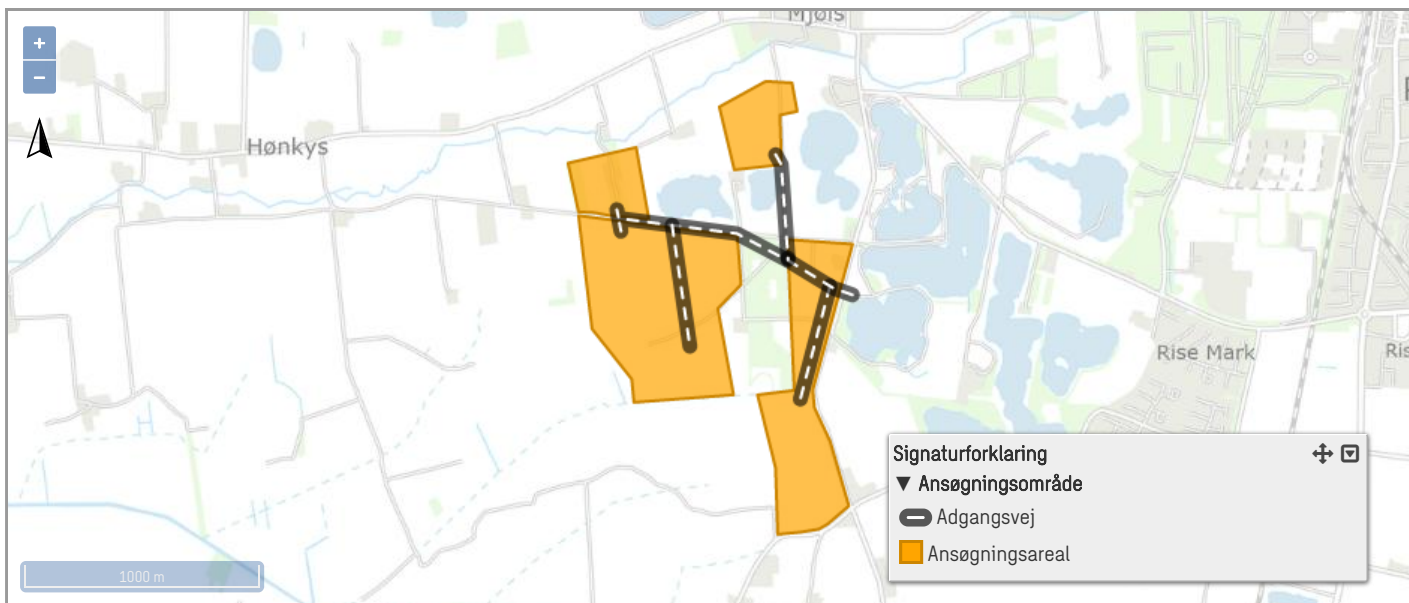 Mjøls
+
−
Hønkys
Rise Mark
Ris
Signaturforklaring
▼ Ansøgningsområde
Adgangsvej
Ansøgningsareal
1000 m